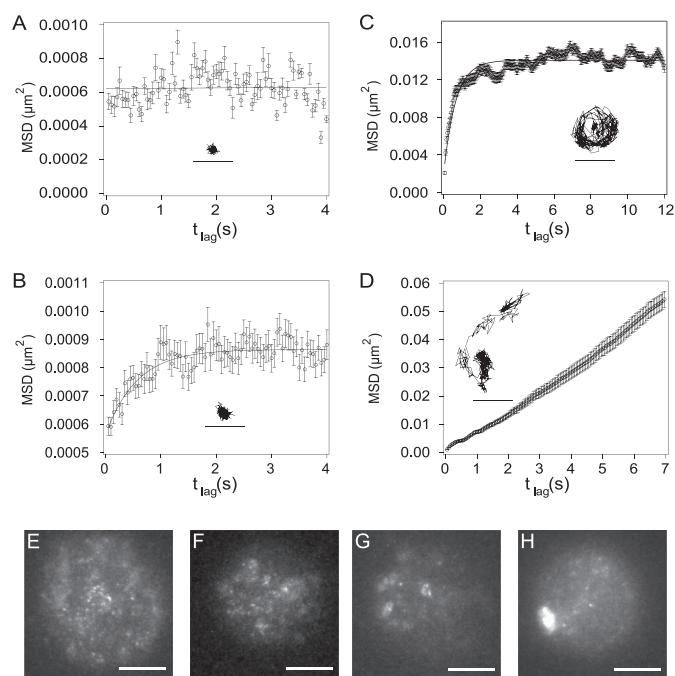 A
MSD (µm²)
0.0010
0.0008
0.0006
0.0004
0.0002
0.0000
0 1 2 3 4
t lag(s)
C
MSD (µm²)
0.016
0.012
0.008
0.004
0.000
0 2 4 6 8 10 12
t lag(s)
B
MSD (µm²)
0.0011
0.0010
0.0009
0.0008
0.0007
0.0006
0.0005
0 1 2 3 4
t lag(s)
D
MSD (µm²)
0.06
0.05
0.04
0.03
0.02
0.01
0.00
0 1 2 3 4 5 6 7
t lag(s)
E
F
G
H